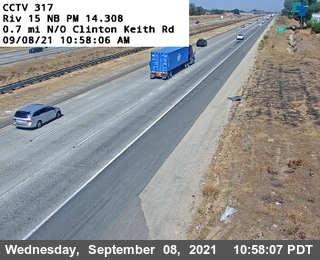 CCTV 317
Riv 15 NB PM 14.308
0.7 mi N/O Clinton Keith Rd
09/08/21 10:58:06 AM
Wednesday, September 08, 2021 10:58:07 PDT